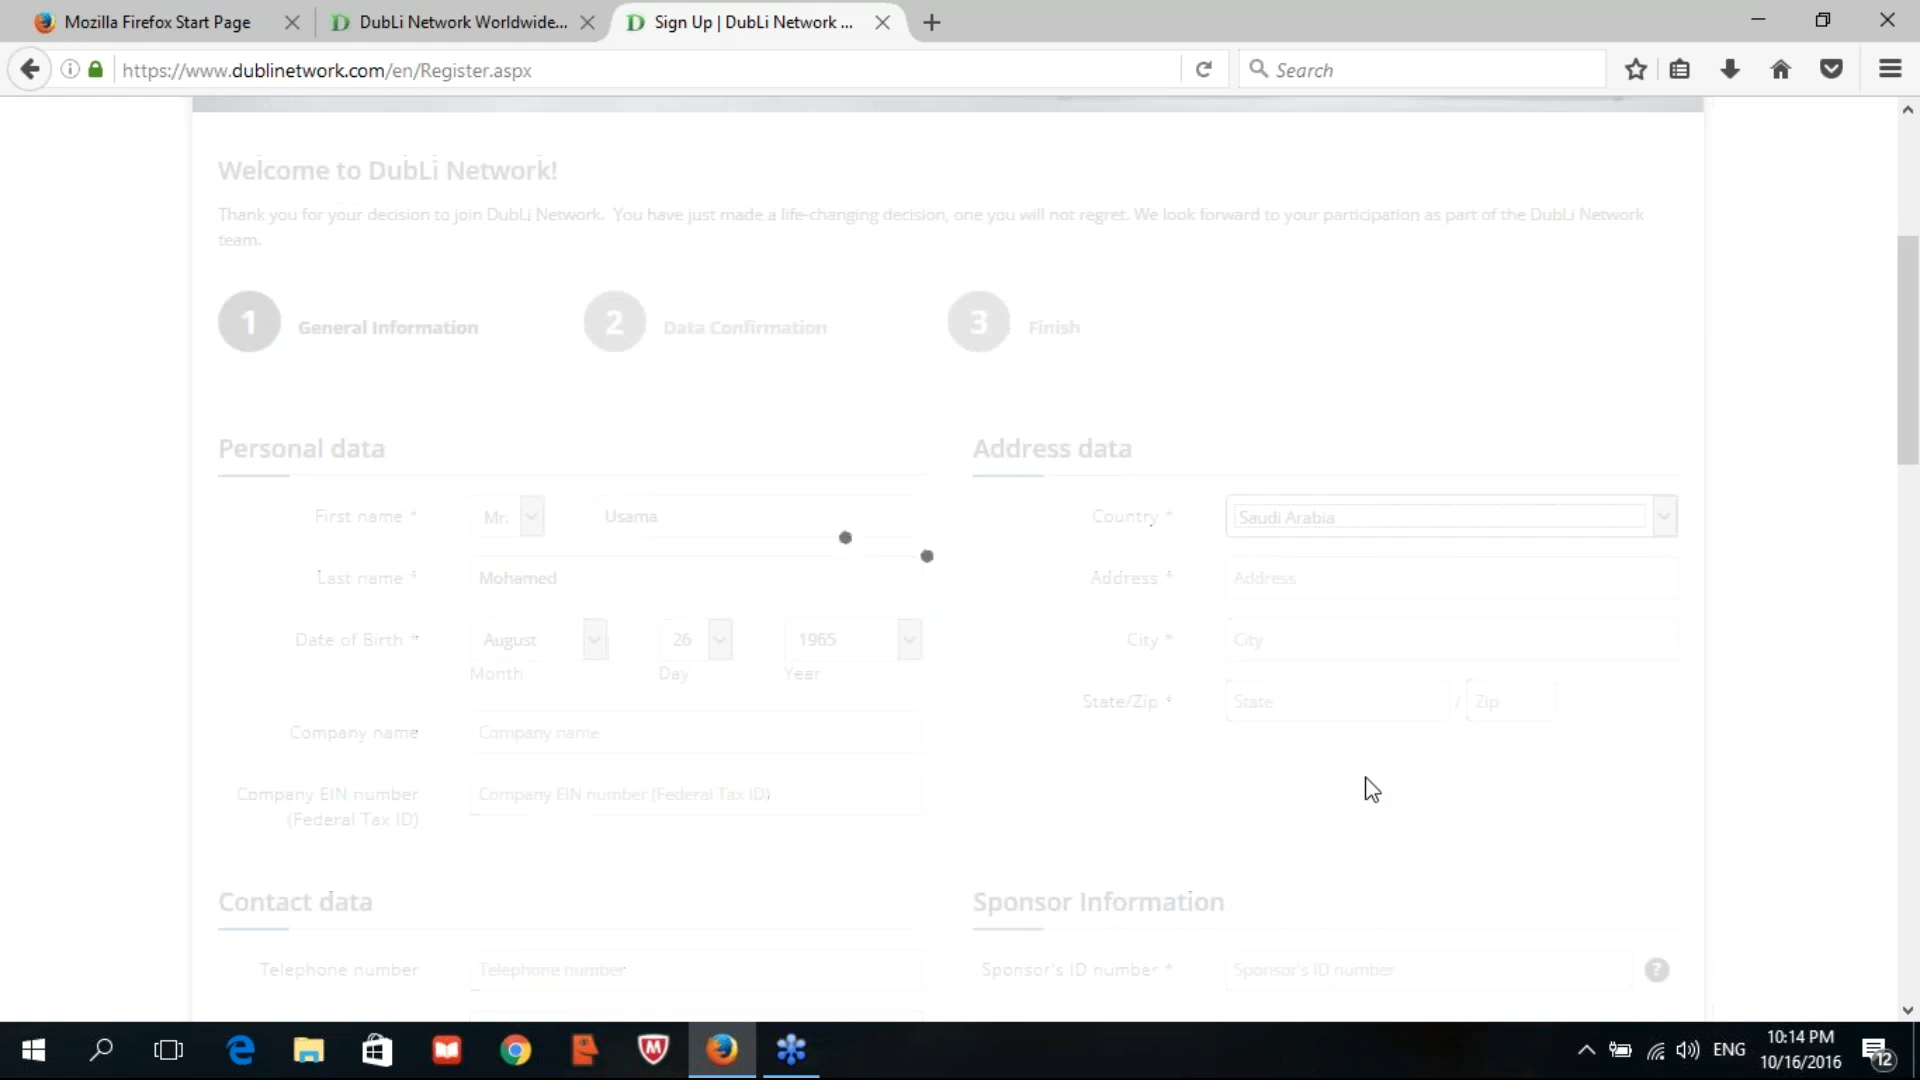 Mozilla Firefox Start Page
DubLi Network Worldwide...
Sign Up | DubLi Network ...
https://www.dublinetwork.com/en/Register.aspx
Search
Welcome to DubLi Network!
Thank you for your decision to join DubLi Network. You have just made a life-changing decision, one you will not regret. We look forward to your participation as part of the DubLi Network
team.
1 General Information
2 Data Confirmation
3 Finish
Personal data
Address data
First name * Mr. Usama
Country * Saudi Arabia
Last name * Mohamed
Address * Address
Date of Birth * August 26 1965
City * City
Month Day Year
State/Zip * State / Zip
Company name Company name
Company EIN number Company EIN number (Federal Tax ID)
(Federal Tax ID)
Contact data
Sponsor Information
Telephone number Telephone number
Sponsor's ID number * Sponsor's ID number ?
ENG
10:14 PM
10/16/2016
12